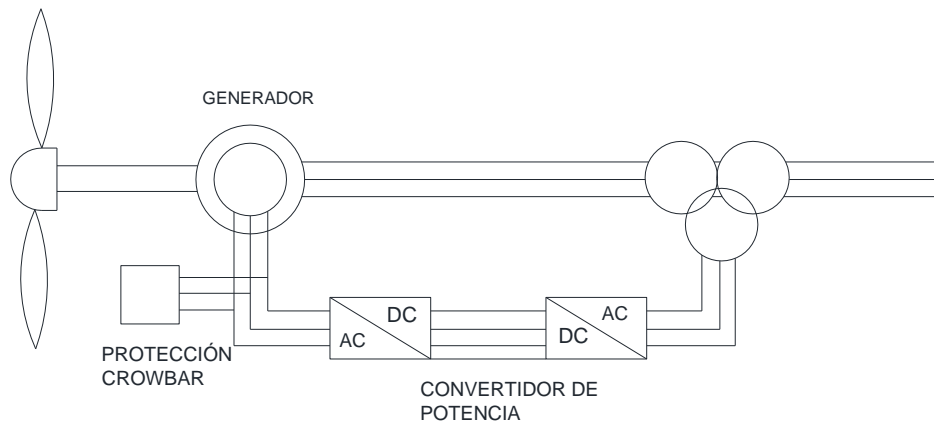 GENERADOR
DC
AC
AC
DC
PROTECCIÓN
CROWBAR
CONVERTIDOR DE
POTENCIA